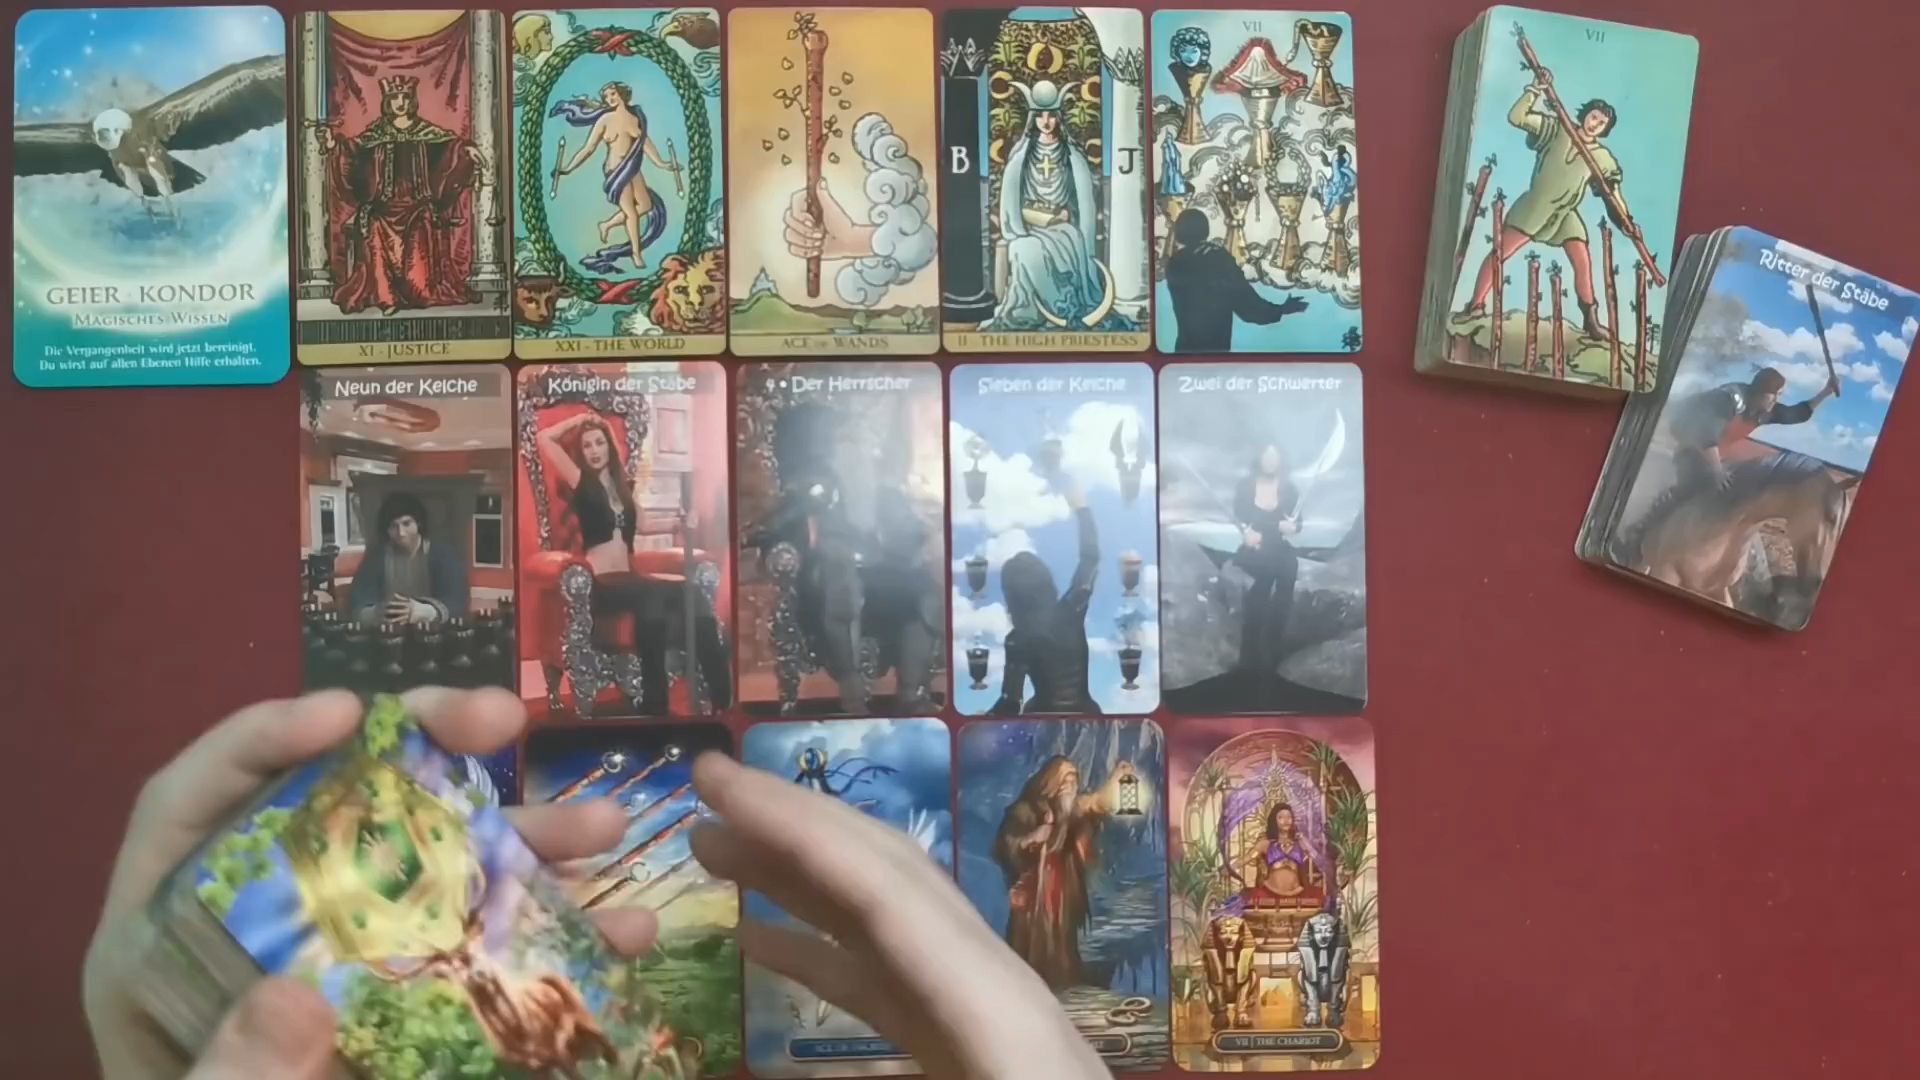 GEIER · KONDOR
MAGISCHES WISSEN
Die Vergangenheit wird jetzt bereinigt.
Du wirst auf allen Ebenen Hilfe erhalten.
XI · JUSTICE
XXI · THE WORLD
ACE OF WANDS
B
J
II · THE HIGH PRIESTESS
VII
VII
Ritter der Stäbe
Neun der Kelche
Königin der Stäbe
4 • Der Herrscher
Sieben der Kelche
Zwei der Schwerter
VII | THE CHARIOT